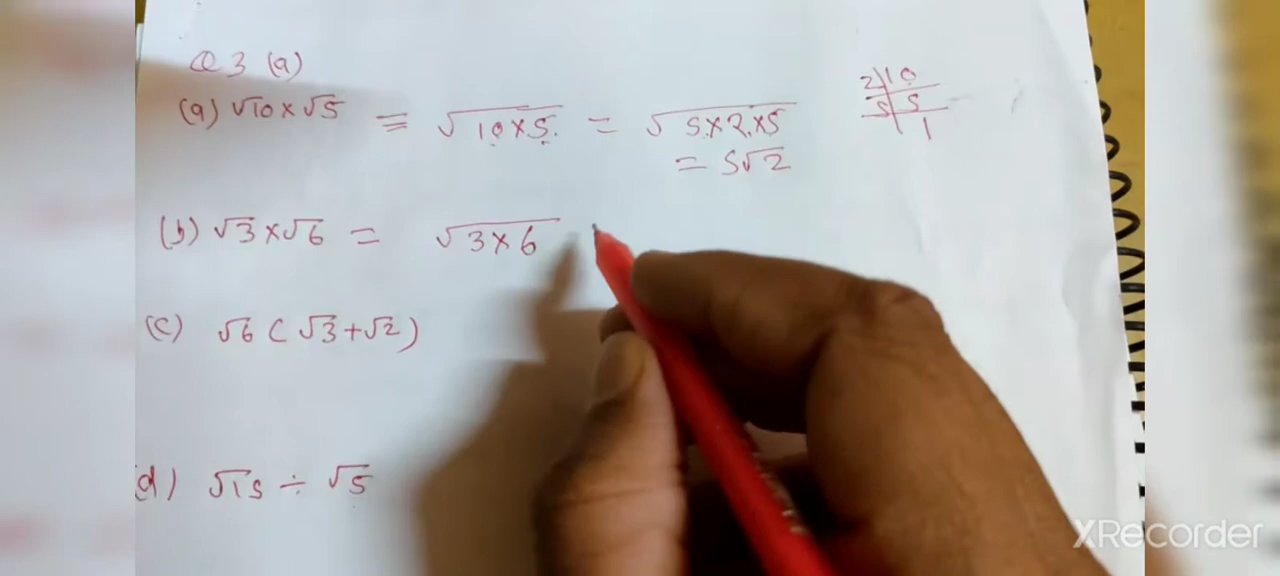 Q3 (a)
(a) √10 × √5 = √10×5 = √5×2×5
= 5√2
2|10
5|5
1
(b) √3 × √6 = √3×6
(c) √6 ( √3 + √2 )
(d) √15 ÷ √5
XRecorder